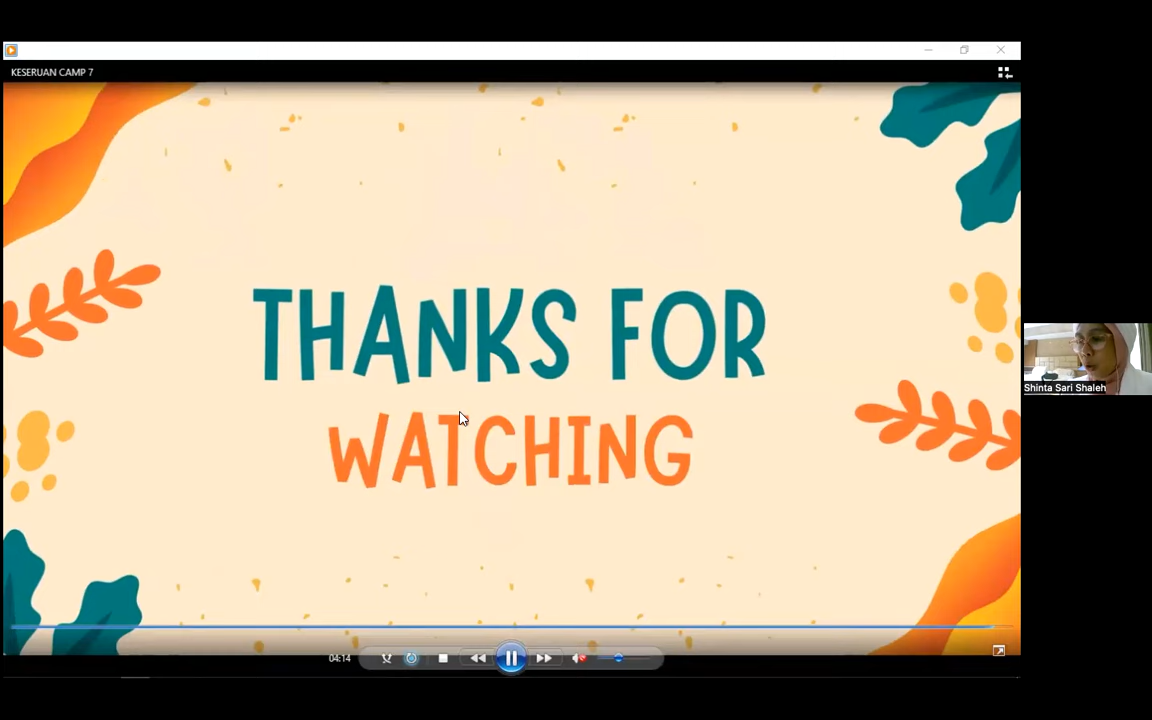 KESERUAN CAMP 7
THANKS FOR
WATCHING
Shinta Sari Shaleh
04:14